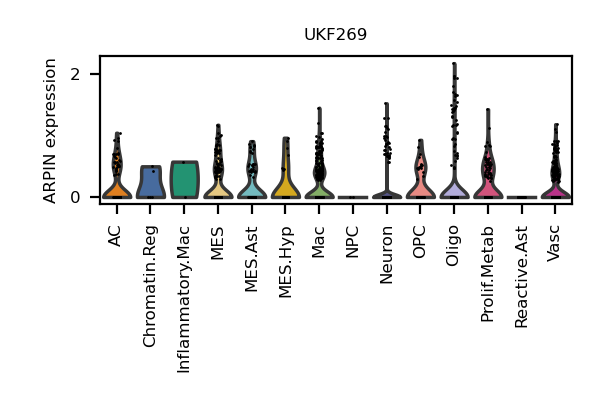 UKF269
ARPIN expression
2
0
AC
Chromatin.Reg
Inflammatory.Mac
MES
MES.Ast
MES.Hyp
Mac
NPC
Neuron
OPC
Oligo
Prolif.Metab
Reactive.Ast
Vasc